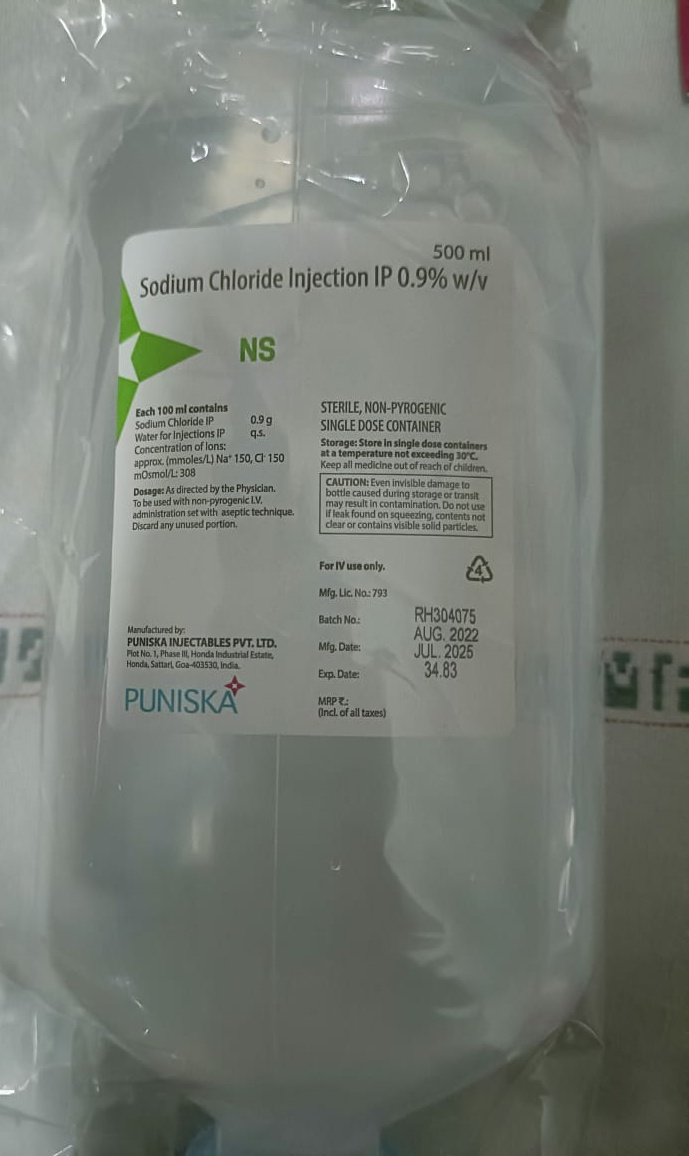 500 ml
Sodium Chloride Injection IP 0.9% w/v
NS
Each 100 ml contains
Sodium Chloride IP 0.9 g
Water for Injections IP q.s.
Concentration of Ions:
approx. (mmoles/L) Na⁺ 150, Cl⁻ 150
mOsmol/L: 308
Dosage: As directed by the Physician.
To be used with non-pyrogenic I.V.
administration set with aseptic technique.
Discard any unused portion.
STERILE, NON-PYROGENIC
SINGLE DOSE CONTAINER
Storage: Store in single dose containers
at a temperature not exceeding 30°C.
Keep all medicine out of reach of children.
CAUTION: Even invisible damage to
bottle caused during storage or transit
may result in contamination. Do not use
if leak found on squeezing, contents not
clear or contains visible solid particles.
For IV use only.
4
Mfg. Lic. No.: 793
Batch No.: RH304075
Mfg. Date: AUG. 2022
Exp. Date: JUL. 2025
MRP ₹.: 34.83
(Incl. of all taxes)
Manufactured by:
PUNISKA INJECTABLES PVT. LTD.
Plot No. 1, Phase III, Honda Industrial Estate,
Honda, Sattari, Goa-403530, India.
PUNISKA